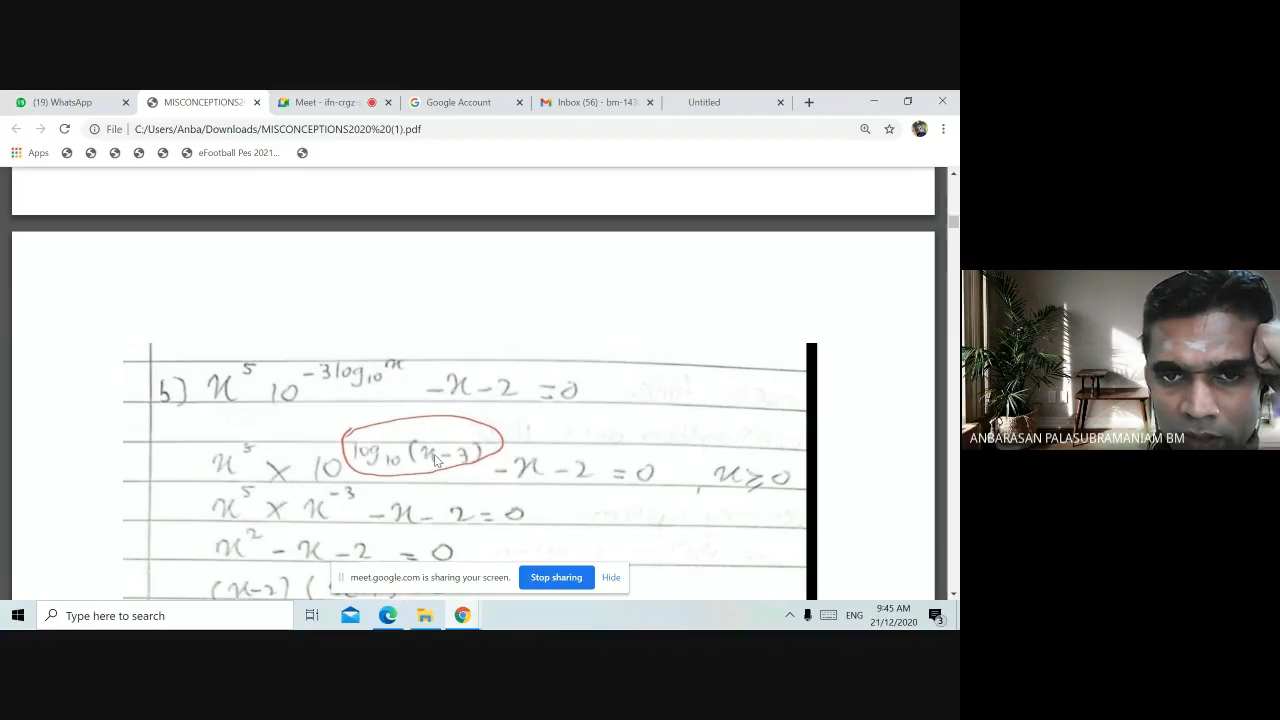 (19) WhatsApp
MISCONCEPTIONS2
Meet - ifn-crgz-
Google Account
Inbox (56) - bm-143
Untitled
File
C:/Users/Anba/Downloads/MISCONCEPTIONS2020%20(1).pdf
Apps
eFootball Pes 2021...
b) x⁵ 10^(-3log₁₀x) - x - 2 = 0
x⁵ × 10^(log₁₀(x-3)) - x - 2 = 0 , x ≥ 0
x⁵ × x⁻³ - x - 2 = 0
x² - x - 2 = 0
(x-2)(
meet.google.com is sharing your screen.
Stop sharing
Hide
ANBARASAN PALASUBRAMANIAM BM
Type here to search
ENG
9:45 AM
21/12/2020
3